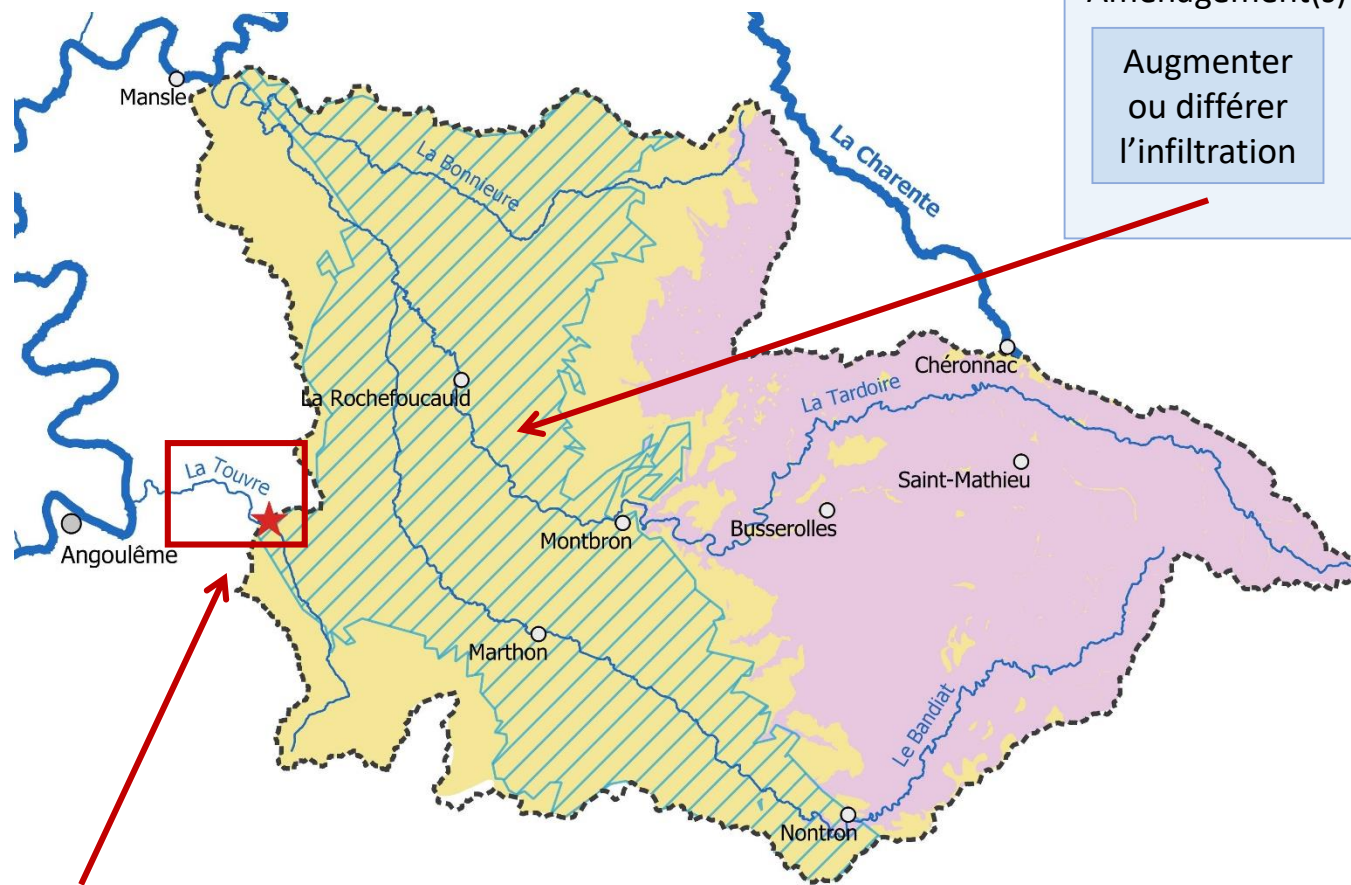 Aménagement(s)
Augmenter
ou différer
l'infiltration
Mansle
La Bonnieure
La Charente
Chéronnac
La Rochefoucauld
La Tardoire
La Touvre
Saint-Mathieu
Angoulême
Montbron
Busserolles
Marthon
Le Bandiat
Nontron